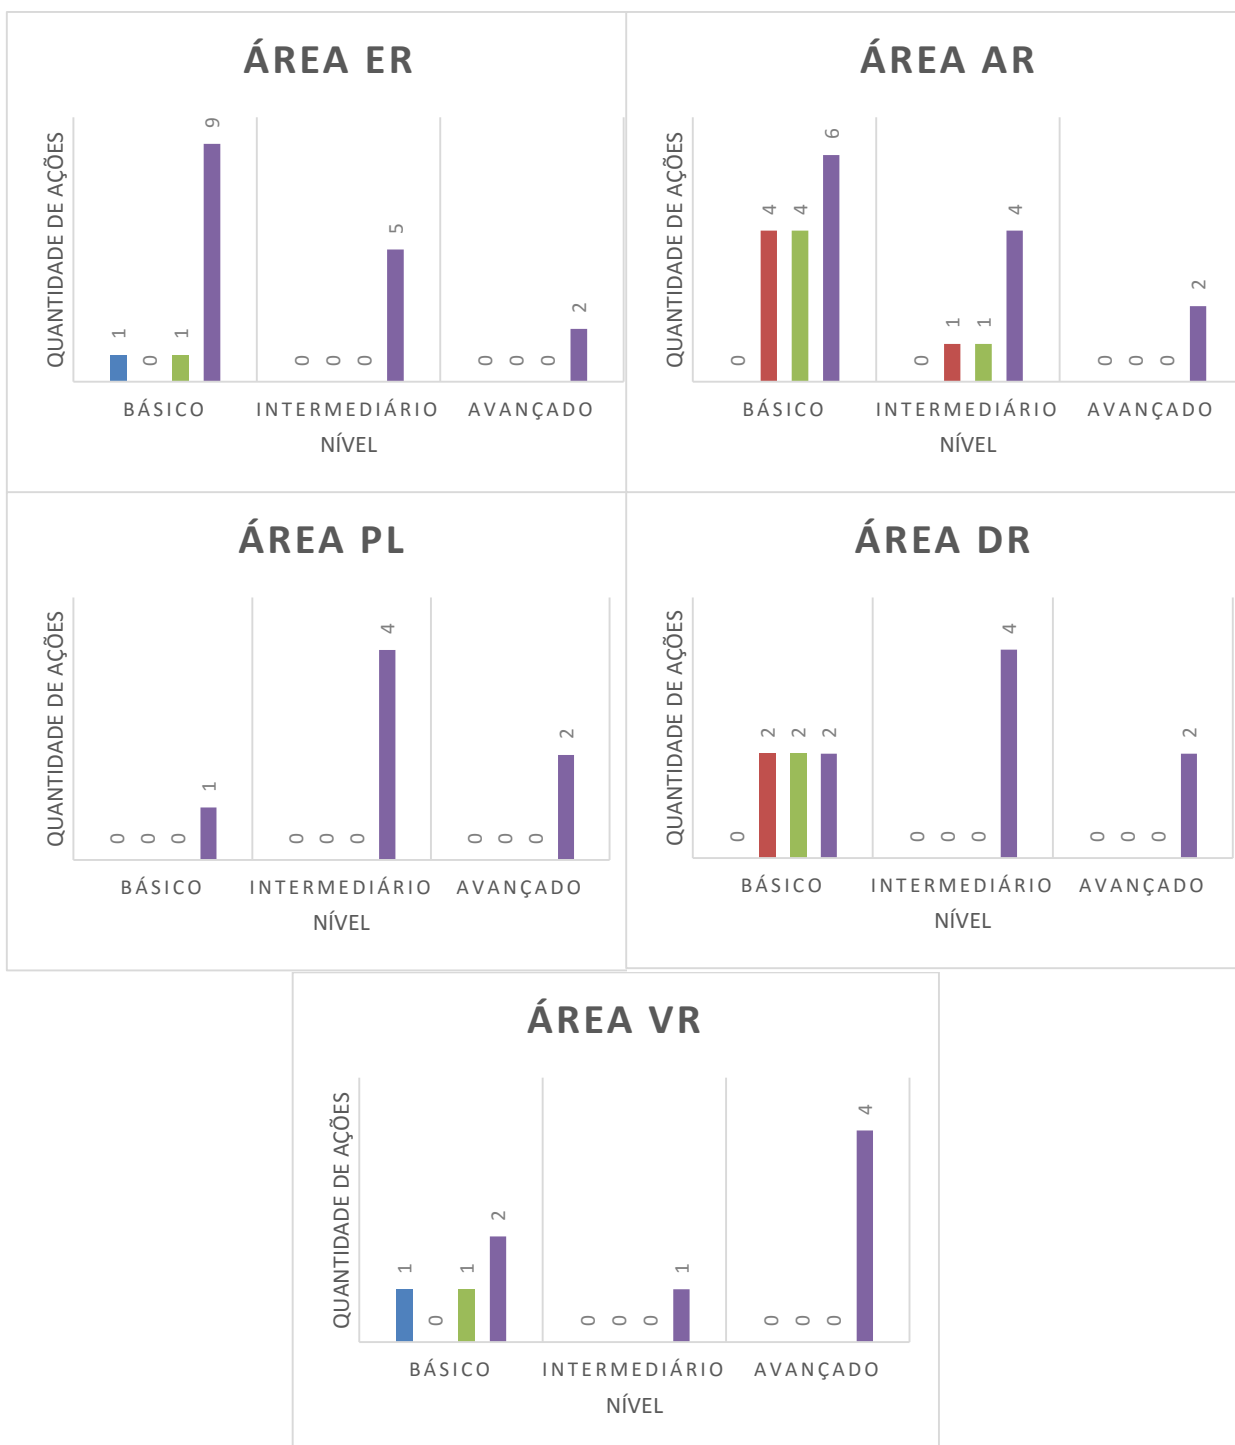 ÁREA ER
QUANTIDADE DE AÇÕES
1 0 1 9
0 0 0 5
0 0 0 2
BÁSICO INTERMEDIÁRIO AVANÇADO
NÍVEL
ÁREA AR
QUANTIDADE DE AÇÕES
0 4 4 6
0 1 1 4
0 0 0 2
BÁSICO INTERMEDIÁRIO AVANÇADO
NÍVEL
ÁREA PL
QUANTIDADE DE AÇÕES
0 0 0 1
0 0 0 4
0 0 0 2
BÁSICO INTERMEDIÁRIO AVANÇADO
NÍVEL
ÁREA DR
QUANTIDADE DE AÇÕES
0 2 2 2
0 0 0 4
0 0 0 2
BÁSICO INTERMEDIÁRIO AVANÇADO
NÍVEL
ÁREA VR
QUANTIDADE DE AÇÕES
1 0 1 2
0 0 0 1
0 0 0 4
BÁSICO INTERMEDIÁRIO AVANÇADO
NÍVEL